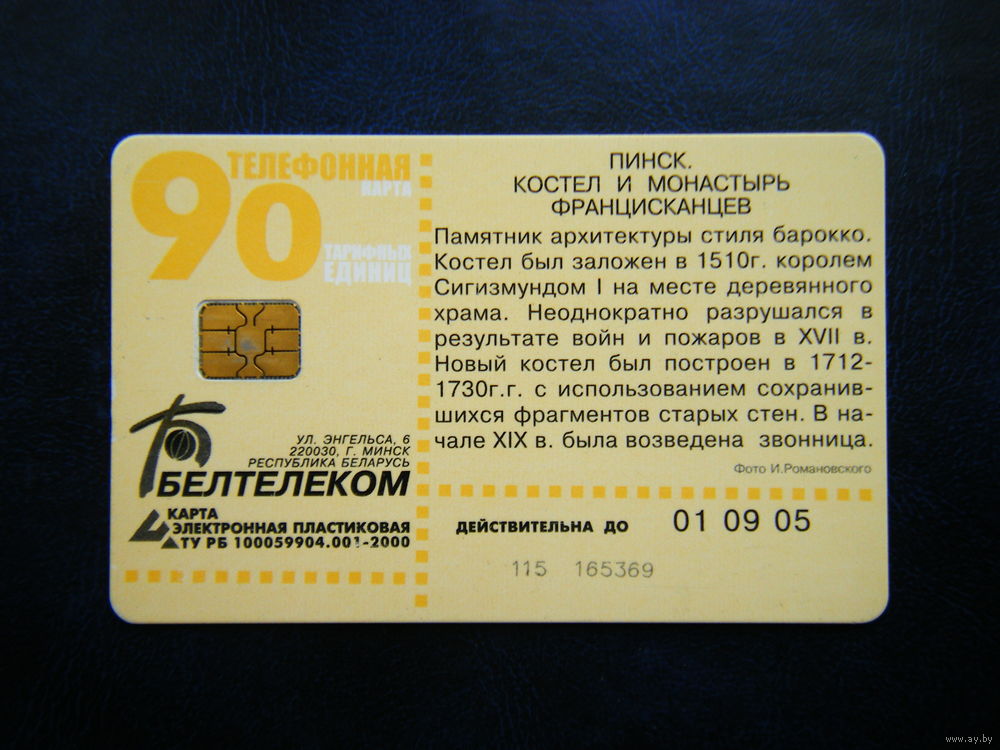 90
ТЕЛЕФОННАЯ
КАРТА
ТАРИФНЫХ
ЕДИНИЦ
УЛ. ЭНГЕЛЬСА, 6
220030, Г. МИНСК
РЕСПУБЛИКА БЕЛАРУСЬ
БЕЛТЕЛЕКОМ
КАРТА
ЭЛЕКТРОННАЯ ПЛАСТИКОВАЯ
ТУ РБ 100059904.001-2000
ПИНСК.
КОСТЕЛ И МОНАСТЫРЬ
ФРАНЦИСКАНЦЕВ
Памятник архитектуры стиля барокко.
Костел был заложен в 1510г. королем
Сигизмундом I на месте деревянного
храма. Неоднократно разрушался в
результате войн и пожаров в XVII в.
Новый костел был построен в 1712-
1730г.г. с использованием сохранив-
шихся фрагментов старых стен. В на-
чале XIX в. была возведена звонница.
Фото И.Романовского
ДЕЙСТВИТЕЛЬНА ДО 01 09 05
115 165369
www.ay.by